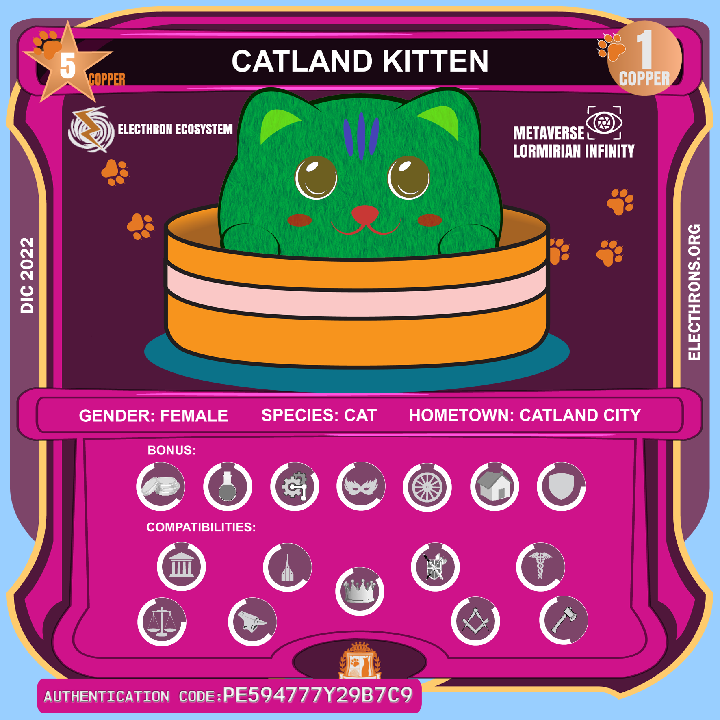 5
COPPER
CATLAND KITTEN
1
COPPER
ELECTHRON ECOSYSTEM
METAVERSE
LORMIRIAN INFINITY
DIC 2022
ELECTHRONS.ORG
GENDER: FEMALE SPECIES: CAT HOMETOWN: CATLAND CITY
BONUS:
COMPATIBILITIES:
AUTHENTICATION CODE:PE594777Y29B7C9